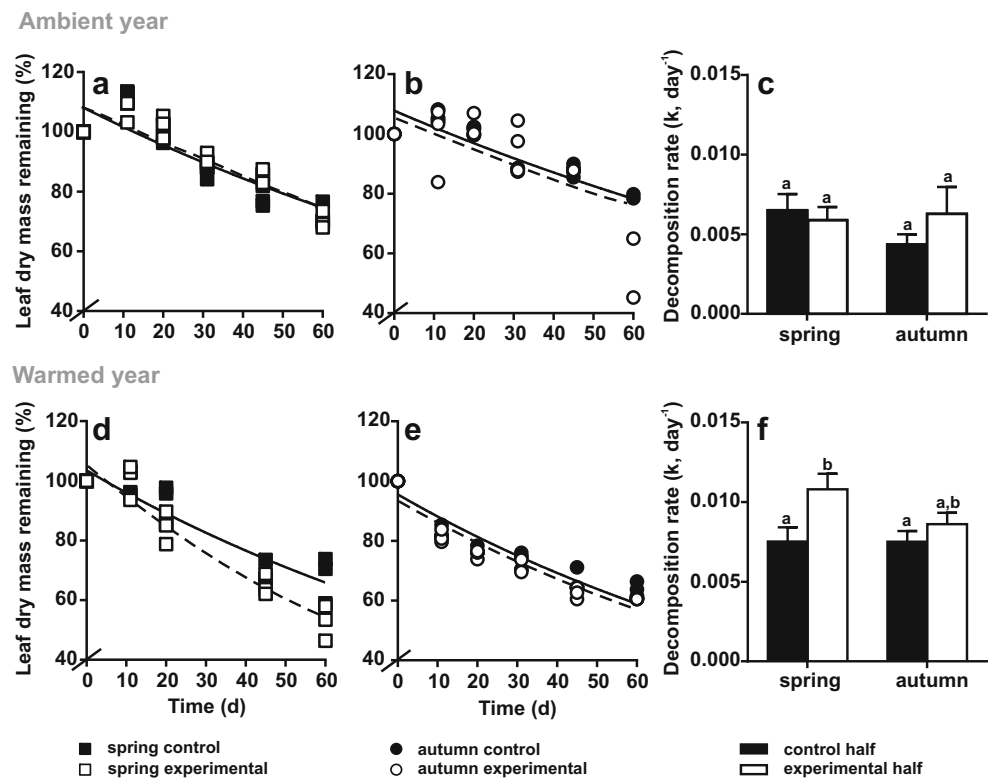 Ambient year
Leaf dry mass remaining (%)
a
120
100
80
60
40
0 10 20 30 40 50 60
b
120
100
80
60
40
0 10 20 30 40 50 60
Decomposition rate (k, day⁻¹)
c
0.015
0.010
0.005
0.000
a a a a
spring autumn
Warmed year
Leaf dry mass remaining (%)
d
120
100
80
60
40
0 10 20 30 40 50 60
Time (d)
e
120
100
80
60
40
0 10 20 30 40 50 60
Time (d)
Decomposition rate (k, day⁻¹)
f
0.015
0.010
0.005
0.000
a b a a,b
spring autumn
spring control
spring experimental
autumn control
autumn experimental
control half
experimental half